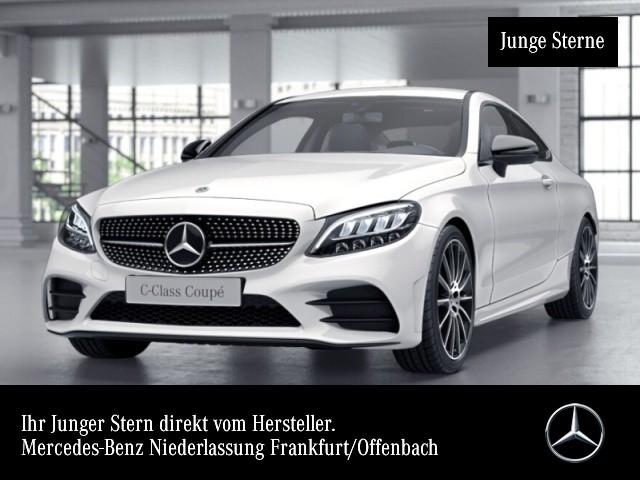 Junge Sterne
C-Class Coupé
Ihr Junger Stern direkt vom Hersteller.
Mercedes-Benz Niederlassung Frankfurt/Offenbach